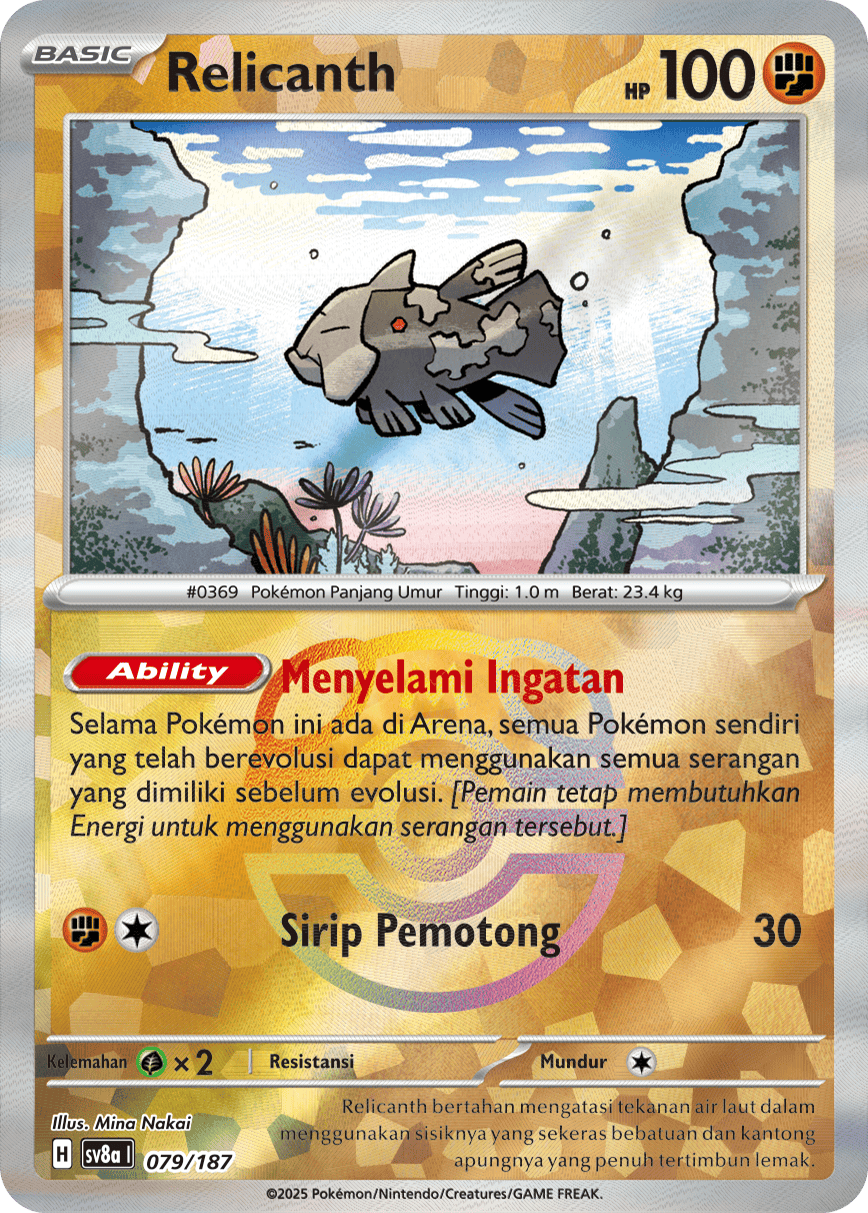 BASIC
Relicanth
HP 100
#0369 Pokémon Panjang Umur Tinggi: 1.0 m Berat: 23.4 kg
Ability Menyelami Ingatan
Selama Pokémon ini ada di Arena, semua Pokémon sendiri
yang telah berevolusi dapat menggunakan semua serangan
yang dimiliki sebelum evolusi. [Pemain tetap membutuhkan
Energi untuk menggunakan serangan tersebut.]
Sirip Pemotong 30
Kelemahan ×2 Resistansi Mundur
Illus. Mina Nakai
H sv8a I 079/187
Relicanth bertahan mengatasi tekanan air laut dalam
menggunakan sisiknya yang sekeras bebatuan dan kantong
apungnya yang penuh tertimbun lemak.
©2025 Pokémon/Nintendo/Creatures/GAME FREAK.